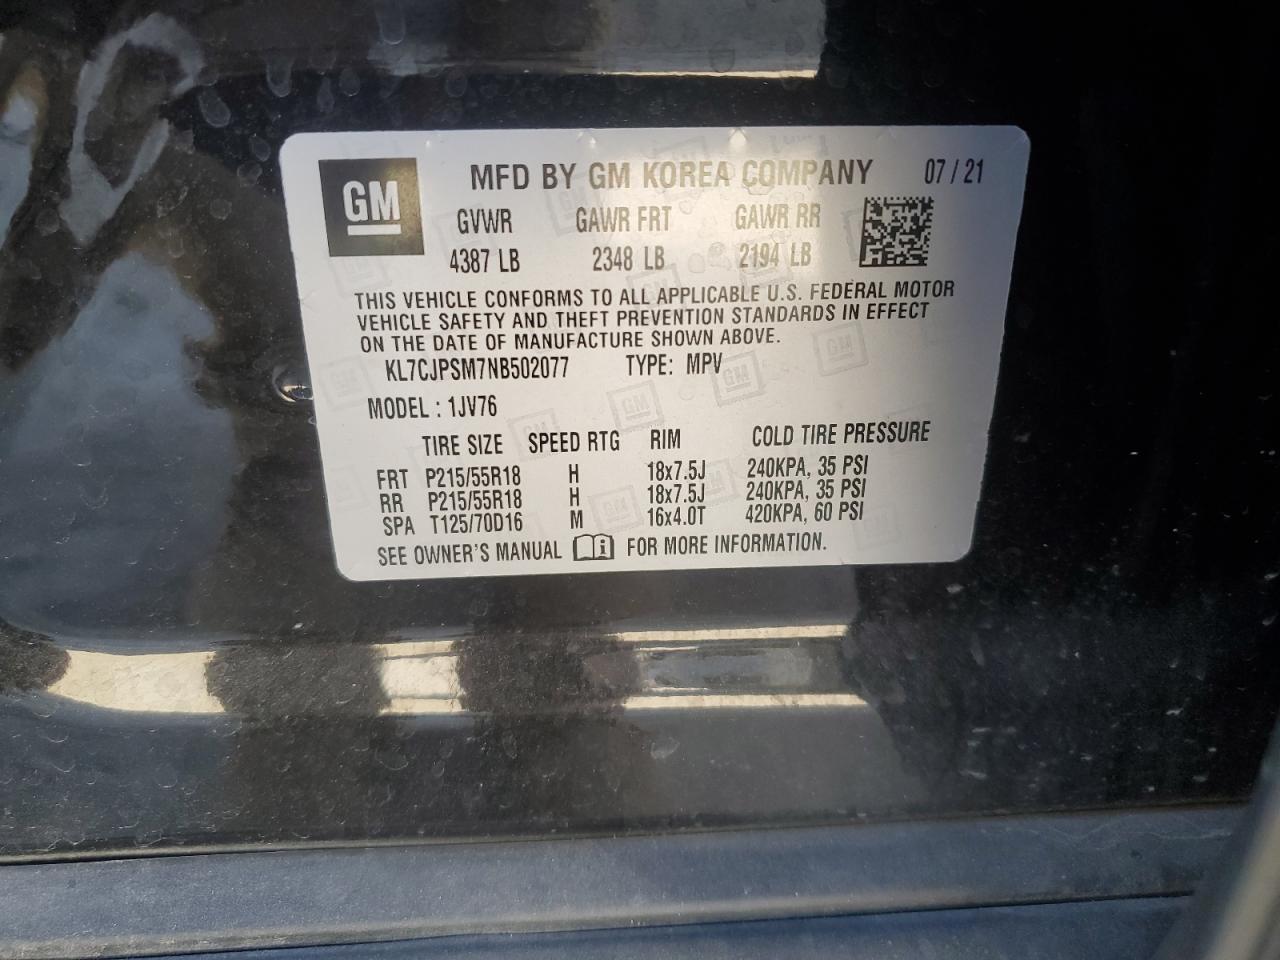 GM MFD BY GM KOREA COMPANY 07 / 21
GVWR GAWR FRT GAWR RR
4387 LB 2348 LB 2194 LB
THIS VEHICLE CONFORMS TO ALL APPLICABLE U.S. FEDERAL MOTOR
VEHICLE SAFETY AND THEFT PREVENTION STANDARDS IN EFFECT
ON THE DATE OF MANUFACTURE SHOWN ABOVE.
KL7CJPSM7NB502077 TYPE: MPV
MODEL : 1JV76
TIRE SIZE SPEED RTG RIM COLD TIRE PRESSURE
FRT P215/55R18 H 18x7.5J 240KPA, 35 PSI
RR P215/55R18 H 18x7.5J 240KPA, 35 PSI
SPA T125/70D16 M 16x4.0T 420KPA, 60 PSI
SEE OWNER'S MANUAL FOR MORE INFORMATION.